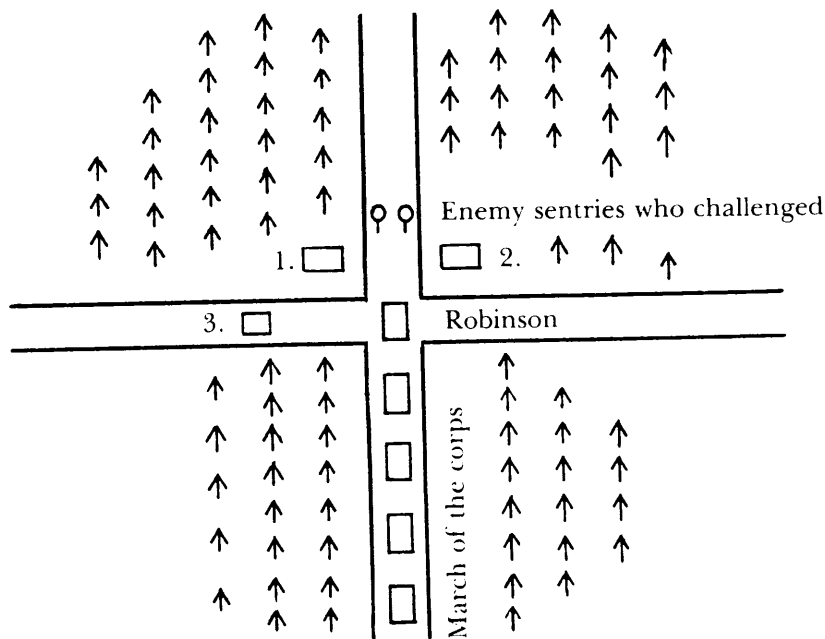 Enemy sentries who challenged
1.
2.
3.
Robinson
March of the corps